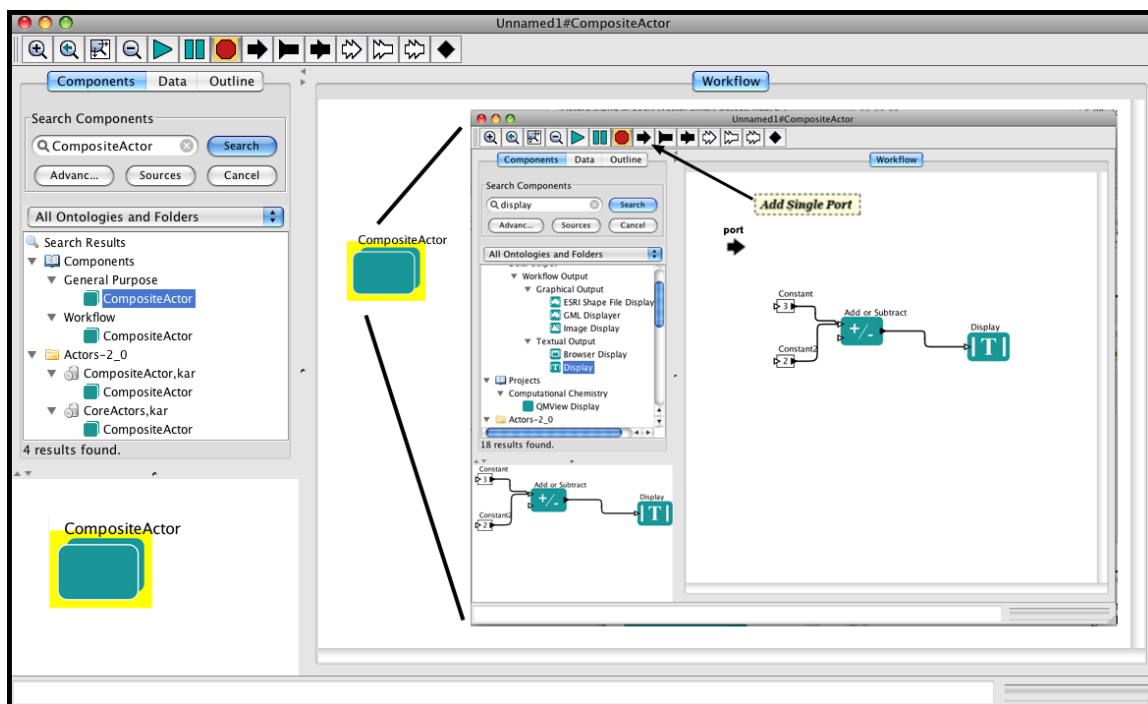 Unnamed1#CompositeActor
Components Data Outline
Workflow
Search Components
CompositeActor Search
Advanc... Sources Cancel
All Ontologies and Folders
Search Results
Components
General Purpose
CompositeActor
Workflow
CompositeActor
Actors-2_0
CompositeActor,kar
CompositeActor
CoreActors,kar
CompositeActor
4 results found.
CompositeActor
CompositeActor
Unnamed1#CompositeActor
Components Data Outline
Workflow
Search Components
display Search
Advanc... Sources Cancel
All Ontologies and Folders
Workflow Output
Graphical Output
ESRI Shape File Display
GML Displayer
Image Display
Textual Output
Browser Display
T Display
Projects
Computational Chemistry
QMView Display
Actors-2_0
18 results found.
Constant
3
Add or Subtract
+/-
Display
T
Constant2
2
Add Single Port
port
Constant
3
Add or Subtract
+/-
Display
T
Constant2
2